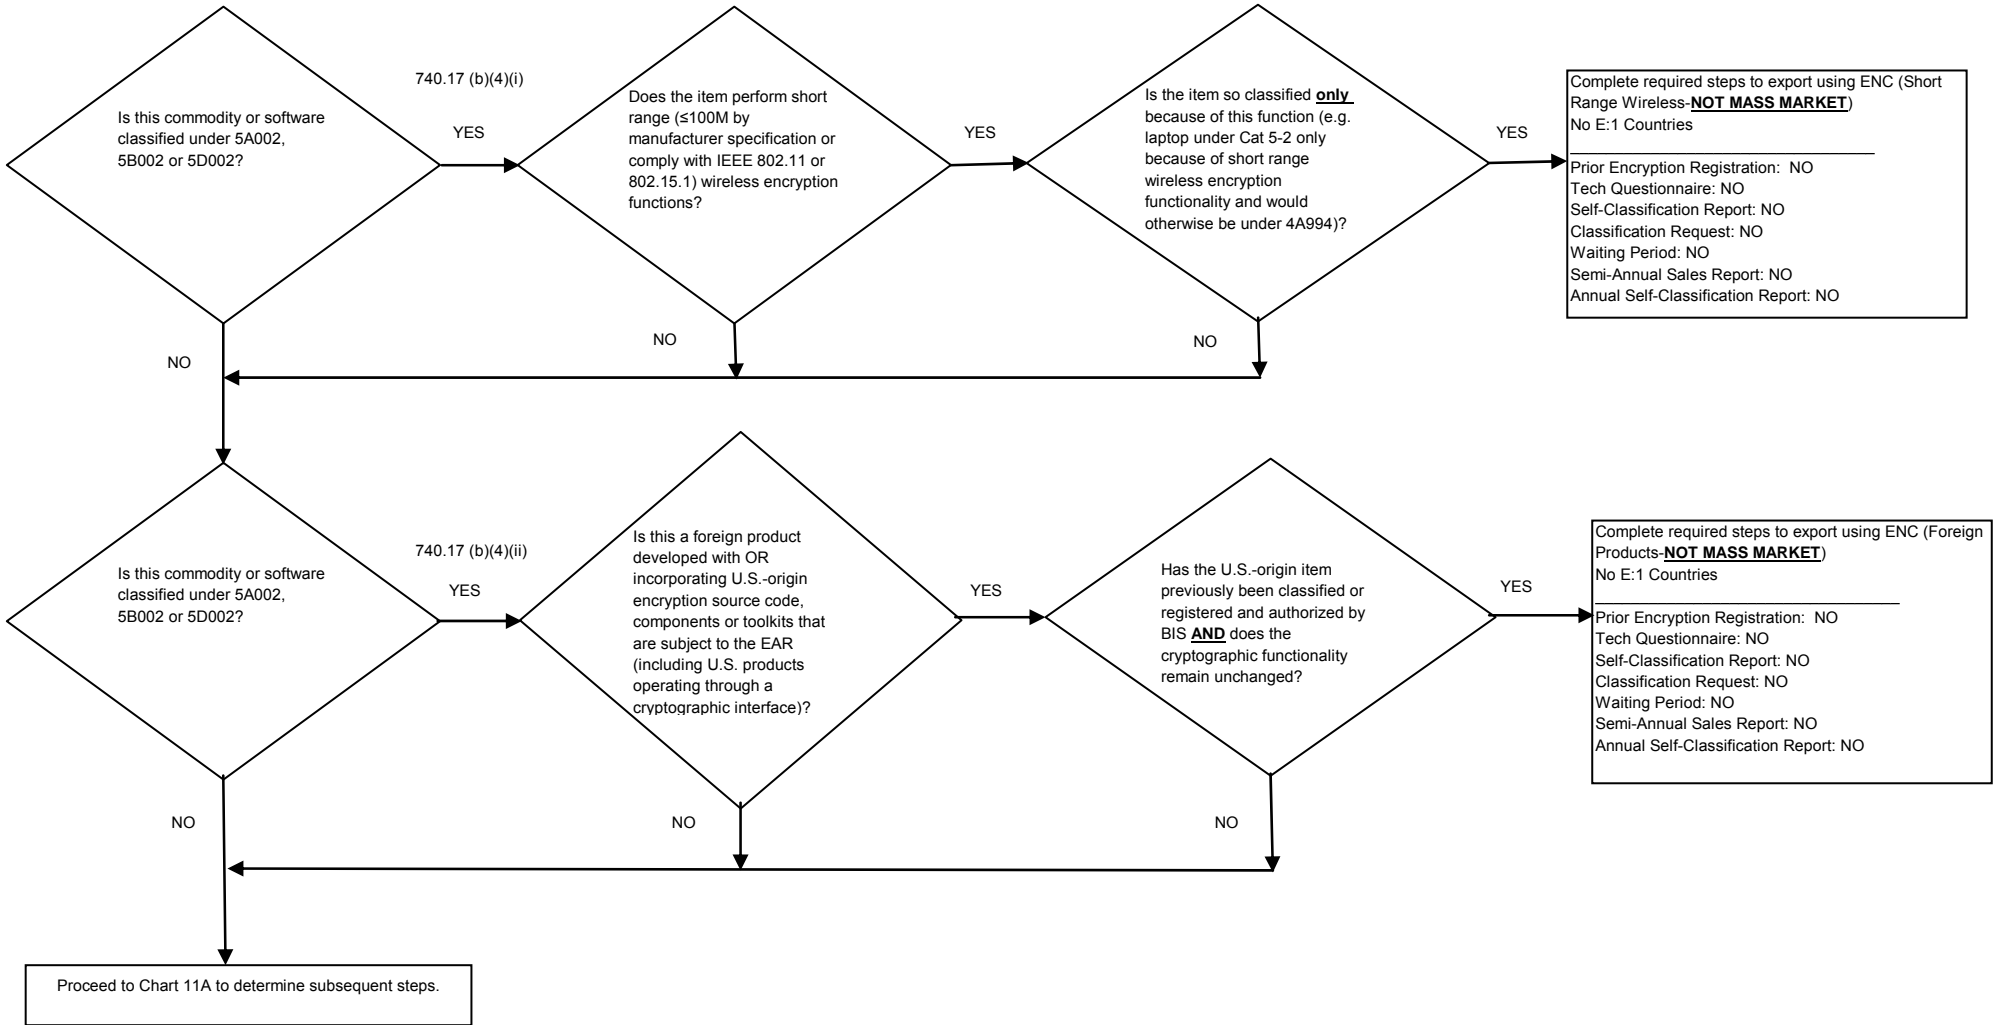 Is this commodity or software
classified under 5A002,
5B002 or 5D002?
740.17 (b)(4)(i)
YES
Does the item perform short
range (≤100M by
manufacturer specification or
comply with IEEE 802.11 or
802.15.1) wireless encryption
functions?
YES
Is the item so classified only
because of this function (e.g.
laptop under Cat 5-2 only
because of short range
wireless encryption
functionality and would
otherwise be under 4A994)?
YES
Complete required steps to export using ENC (Short
Range Wireless-NOT MASS MARKET)
No E:1 Countries
Prior Encryption Registration: NO
Tech Questionnaire: NO
Self-Classification Report: NO
Classification Request: NO
Waiting Period: NO
Semi-Annual Sales Report: NO
Annual Self-Classification Report: NO
NO
NO
NO
Is this commodity or software
classified under 5A002,
5B002 or 5D002?
740.17 (b)(4)(ii)
YES
Is this a foreign product
developed with OR
incorporating U.S.-origin
encryption source code,
components or toolkits that
are subject to the EAR
(including U.S. products
operating through a
cryptographic interface)?
YES
Has the U.S.-origin item
previously been classified or
registered and authorized by
BIS AND does the
cryptographic functionality
remain unchanged?
YES
Complete required steps to export using ENC (Foreign
Products-NOT MASS MARKET)
No E:1 Countries
Prior Encryption Registration: NO
Tech Questionnaire: NO
Self-Classification Report: NO
Classification Request: NO
Waiting Period: NO
Semi-Annual Sales Report: NO
Annual Self-Classification Report: NO
NO
NO
NO
Proceed to Chart 11A to determine subsequent steps.